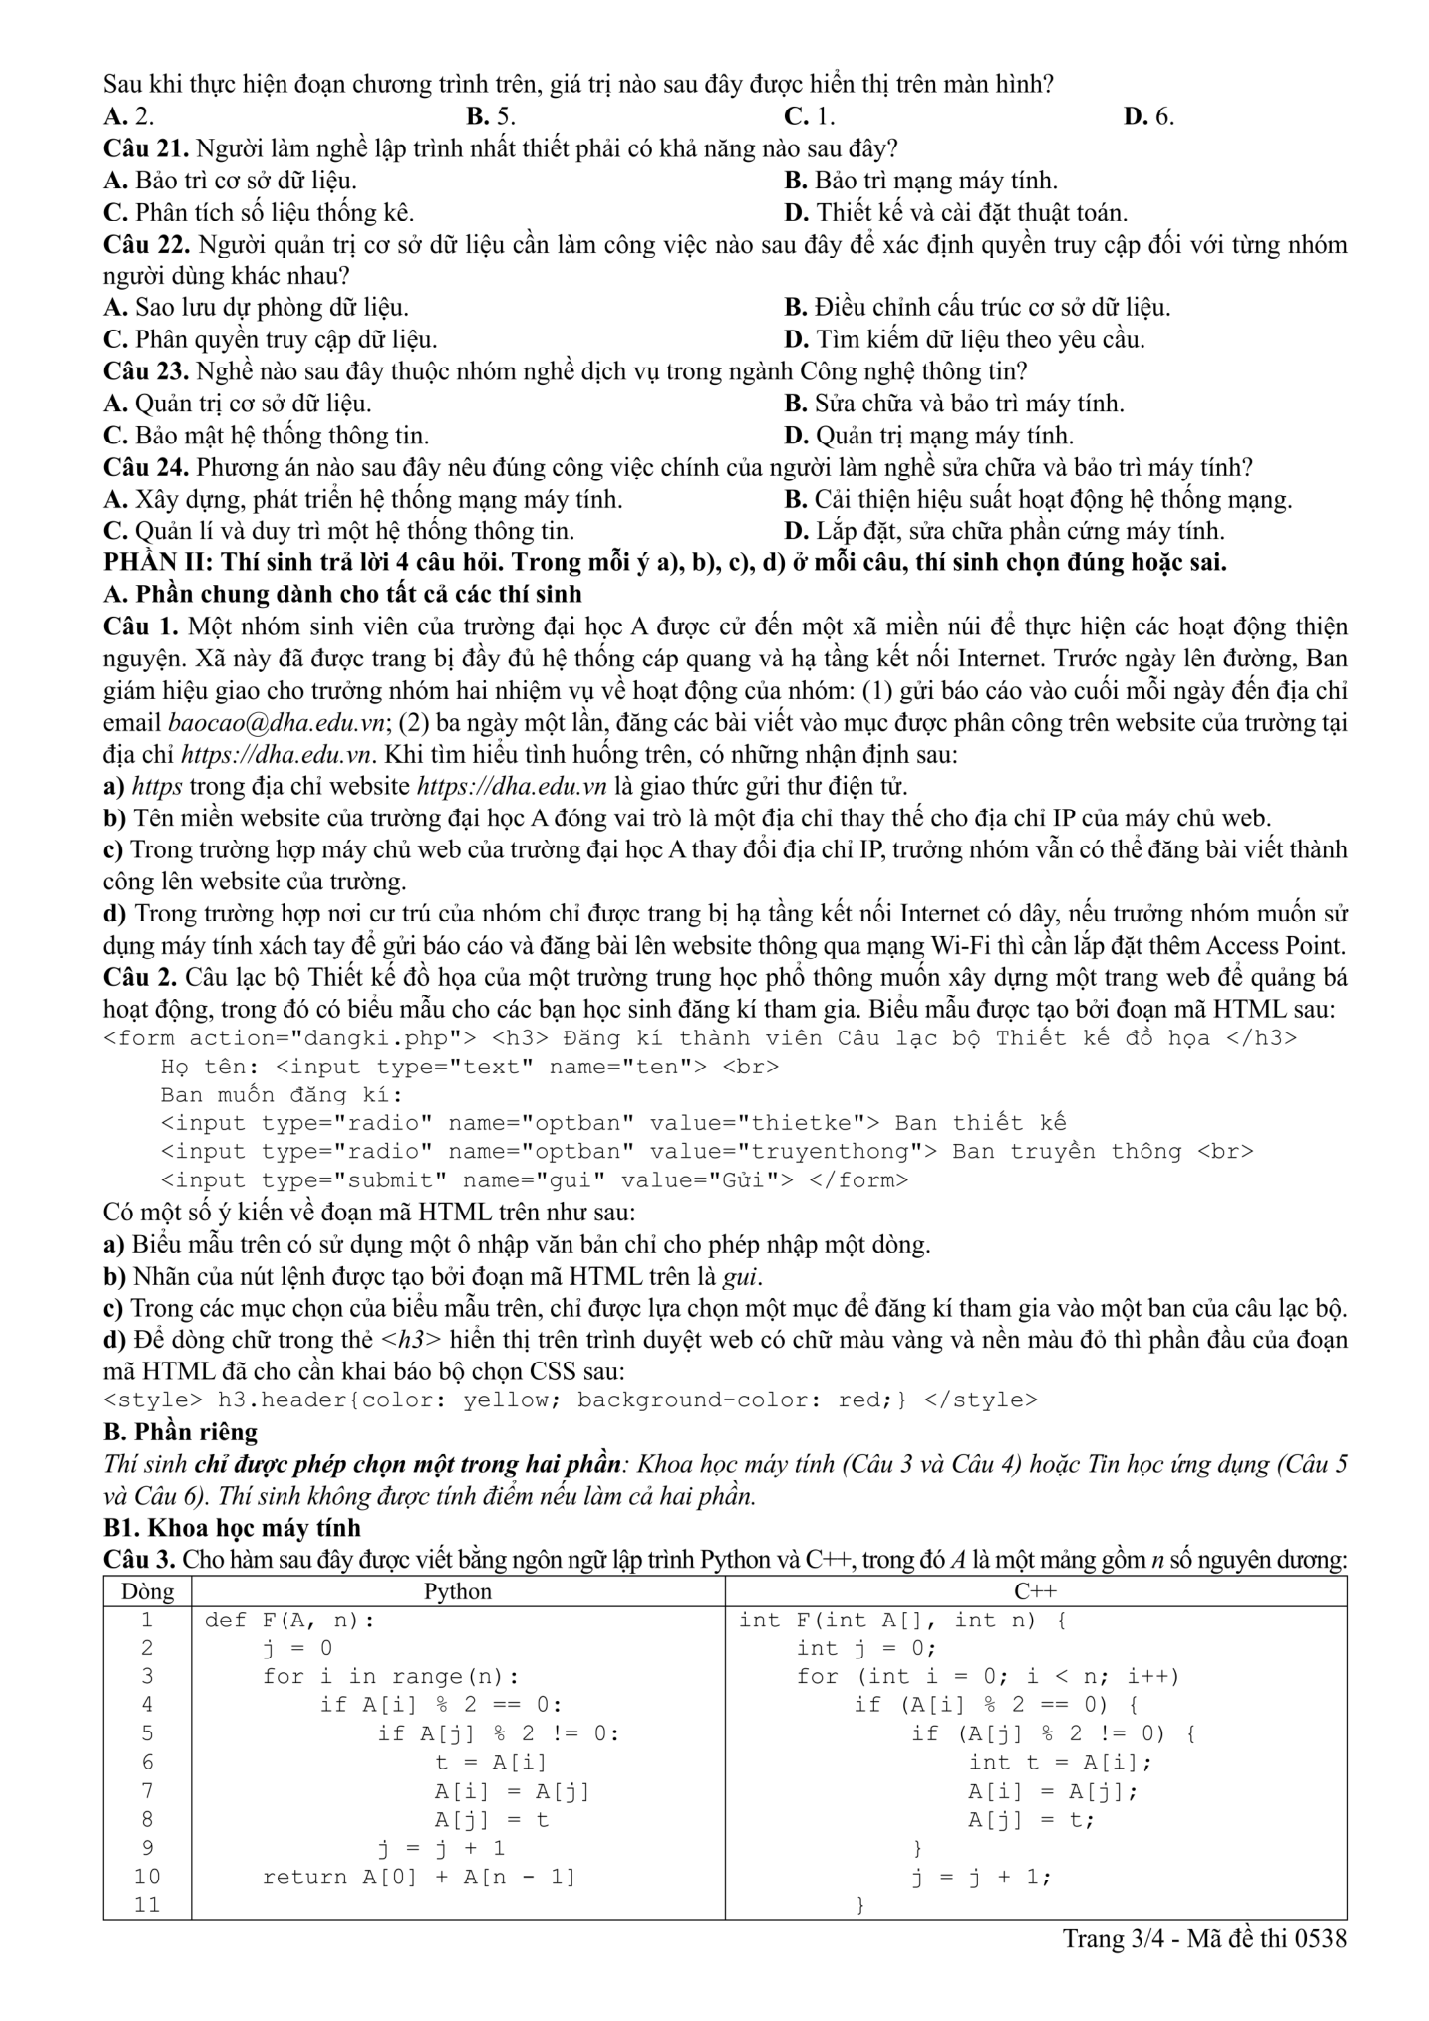 Sau khi thực hiện đoạn chương trình trên, giá trị nào sau đây được hiển thị trên màn hình?
A. 2. B. 5. C. 1. D. 6.
Câu 21. Người làm nghề lập trình nhất thiết phải có khả năng nào sau đây?
A. Bảo trì cơ sở dữ liệu. B. Bảo trì mạng máy tính.
C. Phân tích số liệu thống kê. D. Thiết kế và cài đặt thuật toán.
Câu 22. Người quản trị cơ sở dữ liệu cần làm công việc nào sau đây để xác định quyền truy cập đối với từng nhóm
người dùng khác nhau?
A. Sao lưu dự phòng dữ liệu. B. Điều chỉnh cấu trúc cơ sở dữ liệu.
C. Phân quyền truy cập dữ liệu. D. Tìm kiếm dữ liệu theo yêu cầu.
Câu 23. Nghề nào sau đây thuộc nhóm nghề dịch vụ trong ngành Công nghệ thông tin?
A. Quản trị cơ sở dữ liệu. B. Sửa chữa và bảo trì máy tính.
C. Bảo mật hệ thống thông tin. D. Quản trị mạng máy tính.
Câu 24. Phương án nào sau đây nêu đúng công việc chính của người làm nghề sửa chữa và bảo trì máy tính?
A. Xây dựng, phát triển hệ thống mạng máy tính. B. Cải thiện hiệu suất hoạt động hệ thống mạng.
C. Quản lí và duy trì một hệ thống thông tin. D. Lắp đặt, sửa chữa phần cứng máy tính.
PHẦN II: Thí sinh trả lời 4 câu hỏi. Trong mỗi ý a), b), c), d) ở mỗi câu, thí sinh chọn đúng hoặc sai.
A. Phần chung dành cho tất cả các thí sinh
Câu 1. Một nhóm sinh viên của trường đại học A được cử đến một xã miền núi để thực hiện các hoạt động thiện
nguyện. Xã này đã được trang bị đầy đủ hệ thống cáp quang và hạ tầng kết nối Internet. Trước ngày lên đường, Ban
giám hiệu giao cho trưởng nhóm hai nhiệm vụ về hoạt động của nhóm: (1) gửi báo cáo vào cuối mỗi ngày đến địa chỉ
email baocao@dha.edu.vn; (2) ba ngày một lần, đăng các bài viết vào mục được phân công trên website của trường tại
địa chỉ https://dha.edu.vn. Khi tìm hiểu tình huống trên, có những nhận định sau:
a) https trong địa chỉ website https://dha.edu.vn là giao thức gửi thư điện tử.
b) Tên miền website của trường đại học A đóng vai trò là một địa chỉ thay thế cho địa chỉ IP của máy chủ web.
c) Trong trường hợp máy chủ web của trường đại học A thay đổi địa chỉ IP, trưởng nhóm vẫn có thể đăng bài viết thành
công lên website của trường.
d) Trong trường hợp nơi cư trú của nhóm chỉ được trang bị hạ tầng kết nối Internet có dây, nếu trưởng nhóm muốn sử
dụng máy tính xách tay để gửi báo cáo và đăng bài lên website thông qua mạng Wi-Fi thì cần lắp đặt thêm Access Point.
Câu 2. Câu lạc bộ Thiết kế đồ họa của một trường trung học phổ thông muốn xây dựng một trang web để quảng bá
hoạt động, trong đó có biểu mẫu cho các bạn học sinh đăng kí tham gia. Biểu mẫu được tạo bởi đoạn mã HTML sau:
<form action="dangki.php"> <h3> Đăng kí thành viên Câu lạc bộ Thiết kế đồ họa </h3>
Họ tên: <input type="text" name="ten"> <br>
Ban muốn đăng kí:
<input type="radio" name="optban" value="thietke"> Ban thiết kế
<input type="radio" name="optban" value="truyenthong"> Ban truyền thông <br>
<input type="submit" name="gui" value="Gửi"> </form>
Có một số ý kiến về đoạn mã HTML trên như sau:
a) Biểu mẫu trên có sử dụng một ô nhập văn bản chỉ cho phép nhập một dòng.
b) Nhãn của nút lệnh được tạo bởi đoạn mã HTML trên là gui.
c) Trong các mục chọn của biểu mẫu trên, chỉ được lựa chọn một mục để đăng kí tham gia vào một ban của câu lạc bộ.
d) Để dòng chữ trong thẻ <h3> hiển thị trên trình duyệt web có chữ màu vàng và nền màu đỏ thì phần đầu của đoạn
mã HTML đã cho cần khai báo bộ chọn CSS sau:
<style> h3.header{color: yellow; background-color: red;} </style>
B. Phần riêng
Thí sinh chỉ được phép chọn một trong hai phần: Khoa học máy tính (Câu 3 và Câu 4) hoặc Tin học ứng dụng (Câu 5
và Câu 6). Thí sinh không được tính điểm nếu làm cả hai phần.
B1. Khoa học máy tính
Câu 3. Cho hàm sau đây được viết bằng ngôn ngữ lập trình Python và C++, trong đó A là một mảng gồm n số nguyên dương:
Dòng Python C++
1 def F(A, n): int F(int A[], int n) {
2 j = 0 int j = 0;
3 for i in range(n): for (int i = 0; i < n; i++)
4 if A[i] % 2 == 0: if (A[i] % 2 == 0) {
5 if A[j] % 2 != 0: if (A[j] % 2 != 0) {
6 t = A[i] int t = A[i];
7 A[i] = A[j] A[i] = A[j];
8 A[j] = t A[j] = t;
9 j = j + 1 }
10 return A[0] + A[n - 1] j = j + 1;
11 }
Trang 3/4 - Mã đề thi 0538